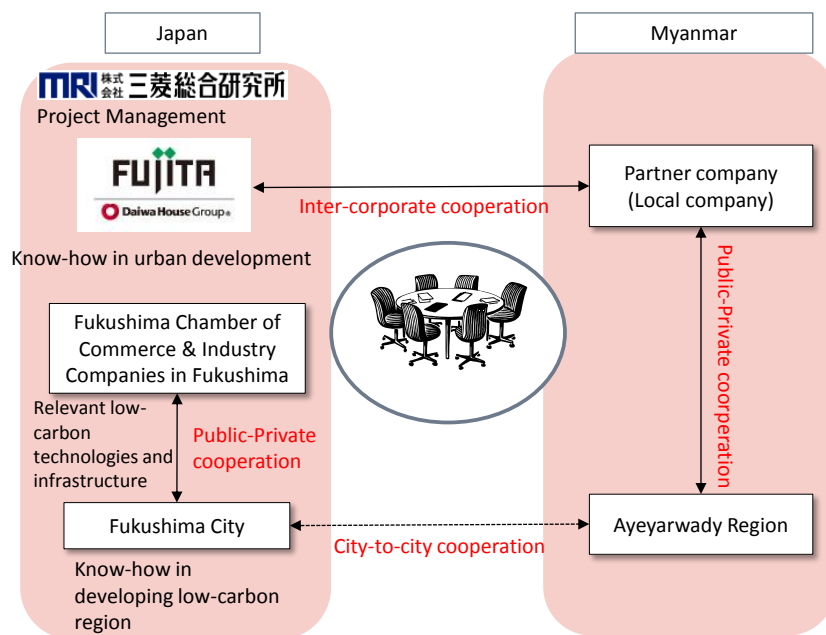 Japan
Myanmar
MRI 株式会社 三菱総合研究所
Project Management
FUJITA
Daiwa House Group®
Know-how in urban development
Inter-corporate cooperation
Partner company
(Local company)
Public-Private coorperation
Fukushima Chamber of
Commerce & Industry
Companies in Fukushima
Relevant low-
carbon
technologies and
infrastructure
Public-Private
cooperation
Fukushima City
City-to-city cooperation
Ayeyarwady Region
Know-how in
developing low-carbon
region